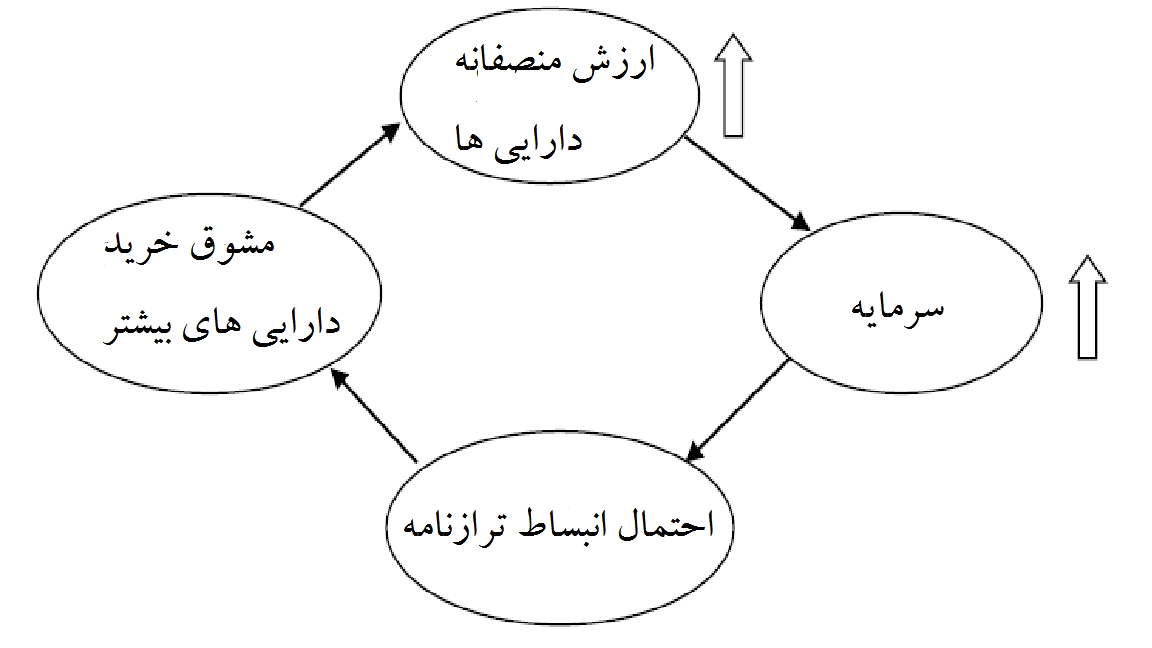 ارزش منصفانه
دارایی ها
سرمایه
احتمال انبساط ترازنامه
مشوق خرید
دارایی های بیشتر